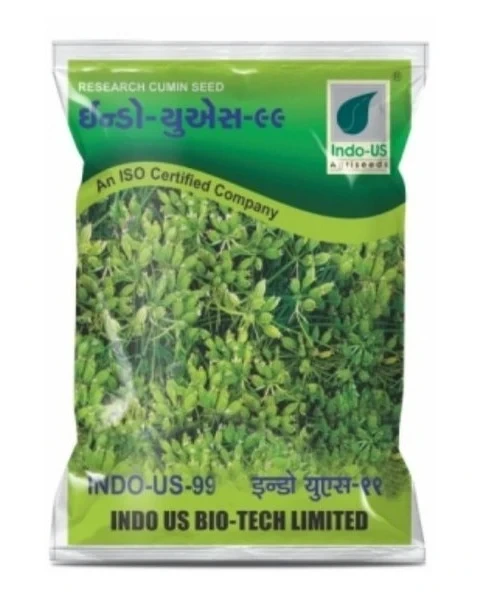 RESEARCH CUMIN SEED
ઈન્ડો-યુએસ-૯૯
®
Indo-US
Agriseeds
An ISO Certified Company
INDO-US-99 इन्डो युएस-९९
INDO US BIO-TECH LIMITED